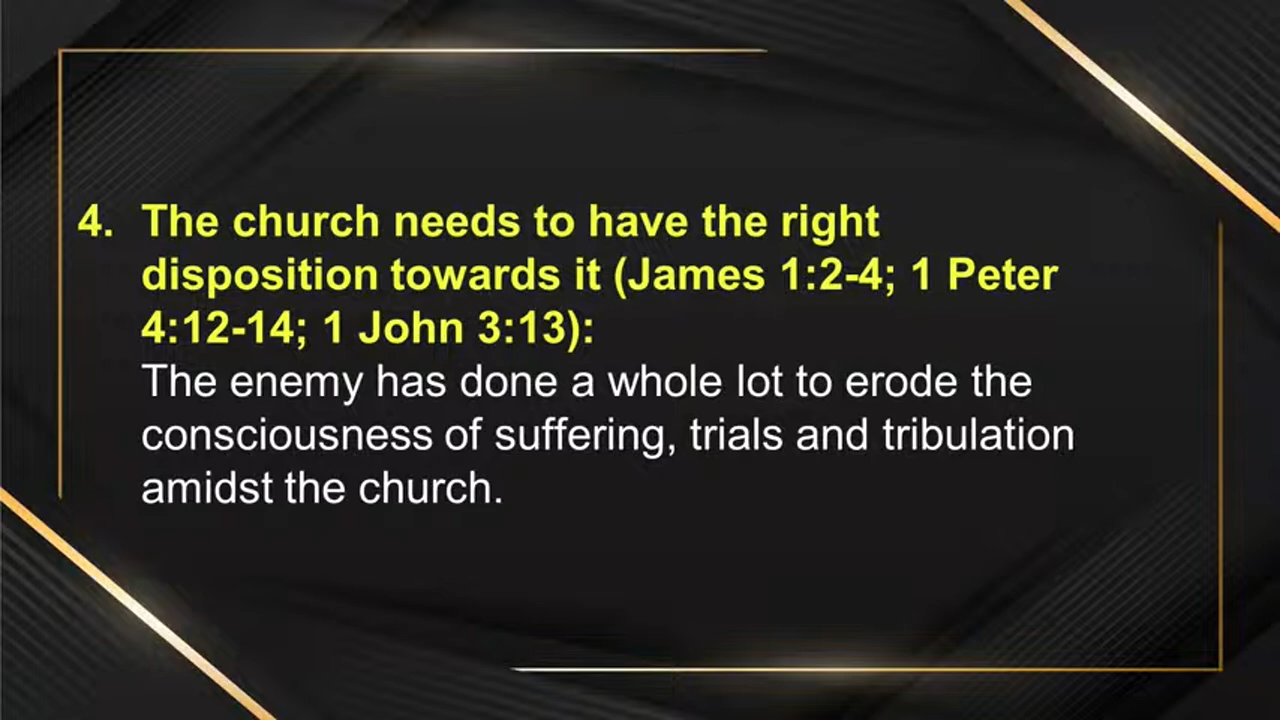 4. The church needs to have the right
disposition towards it (James 1:2-4; 1 Peter
4:12-14; 1 John 3:13):
The enemy has done a whole lot to erode the
consciousness of suffering, trials and tribulation
amidst the church.